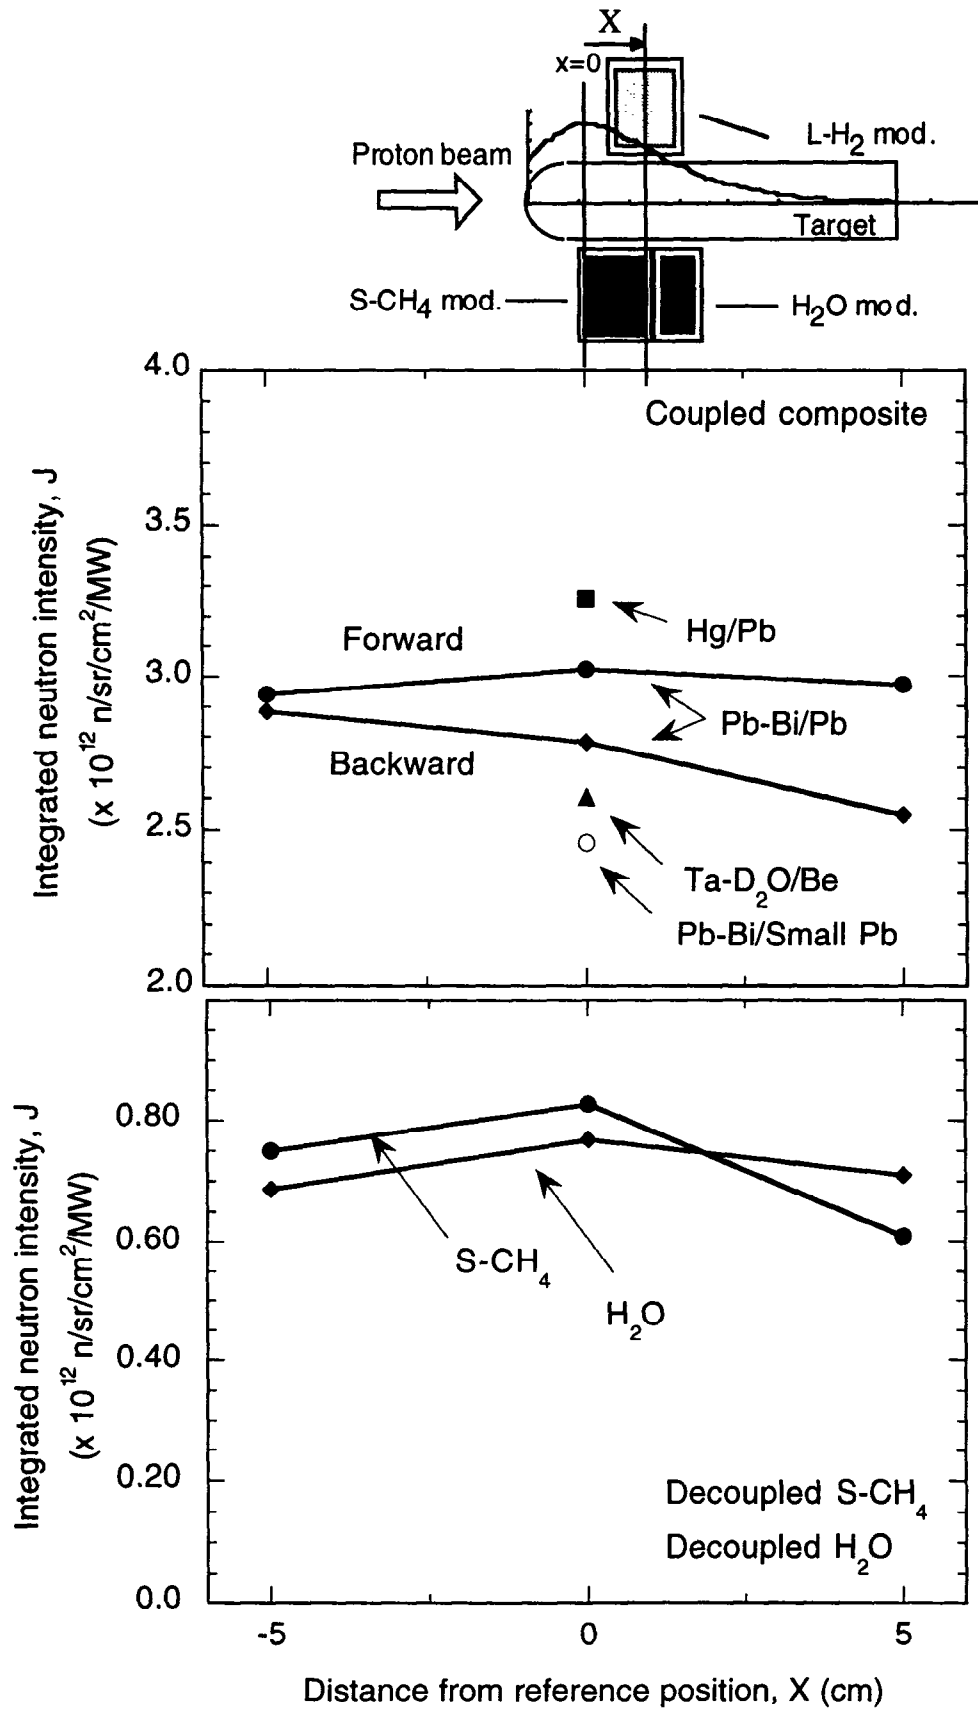 X
x=0
L-H2 mod.
Proton beam
Target
S-CH4 mod.
H2O mod.
4.0
Coupled composite
3.5
Hg/Pb
Forward
3.0
Pb-Bi/Pb
Backward
2.5
Ta-D2O/Be
Pb-Bi/Small Pb
2.0
Integrated neutron intensity, J
(x 10^12 n/sr/cm^2/MW)
0.80
0.60
S-CH4
H2O
0.40
0.20
Decoupled S-CH4
Decoupled H2O
0.0
Integrated neutron intensity, J
(x 10^12 n/sr/cm^2/MW)
-5 0 5
Distance from reference position, X (cm)